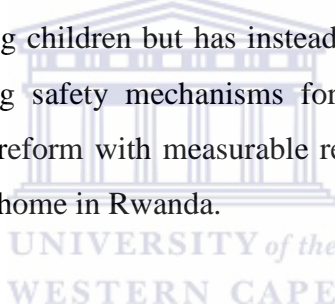 g children but has instead
g safety mechanisms for
reform with measurable re
home in Rwanda.
UNIVERSITY of the
WESTERN CAPE